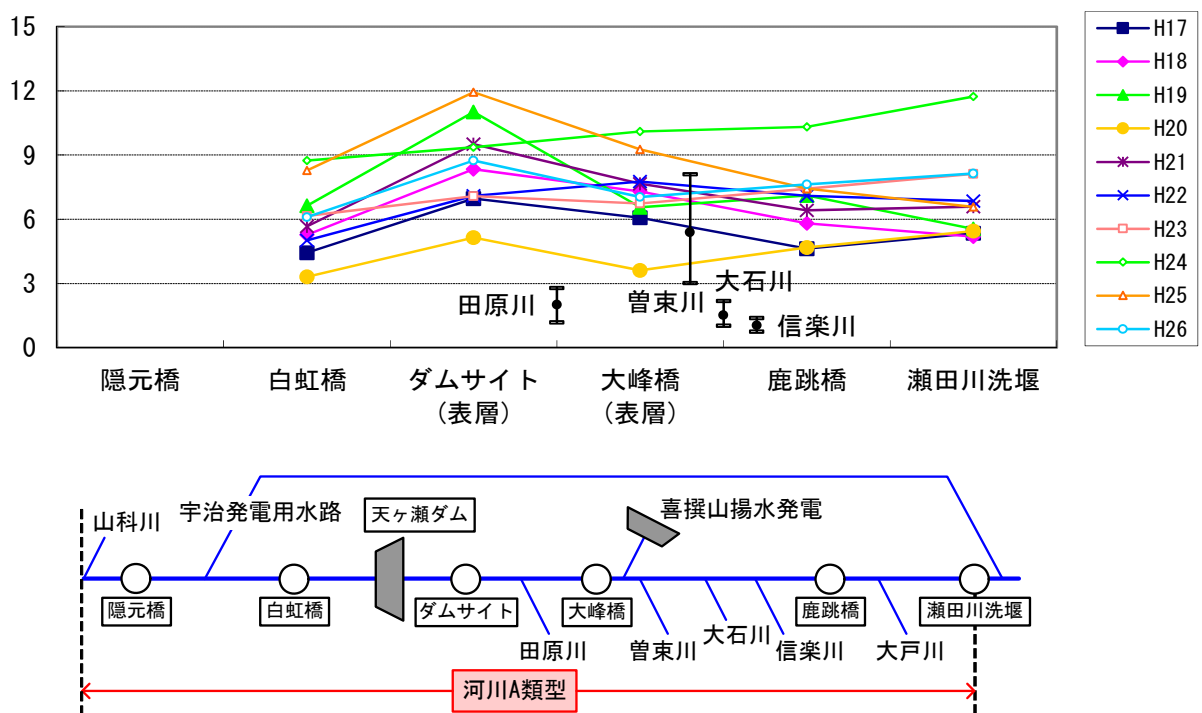 15
12
9
6
3
0
H17
H18
H19
H20
H21
H22
H23
H24
H25
H26
田原川
曽束川
大石川
信楽川
隠元橋
白虹橋
ダムサイト
(表層)
大峰橋
(表層)
鹿跳橋
瀬田川洗堰
山科川
宇治発電用水路
天ヶ瀬ダム
喜撰山揚水発電
隠元橋
白虹橋
ダムサイト
大峰橋
鹿跳橋
瀬田川洗堰
田原川
曽束川
大石川
信楽川
大戸川
河川A類型